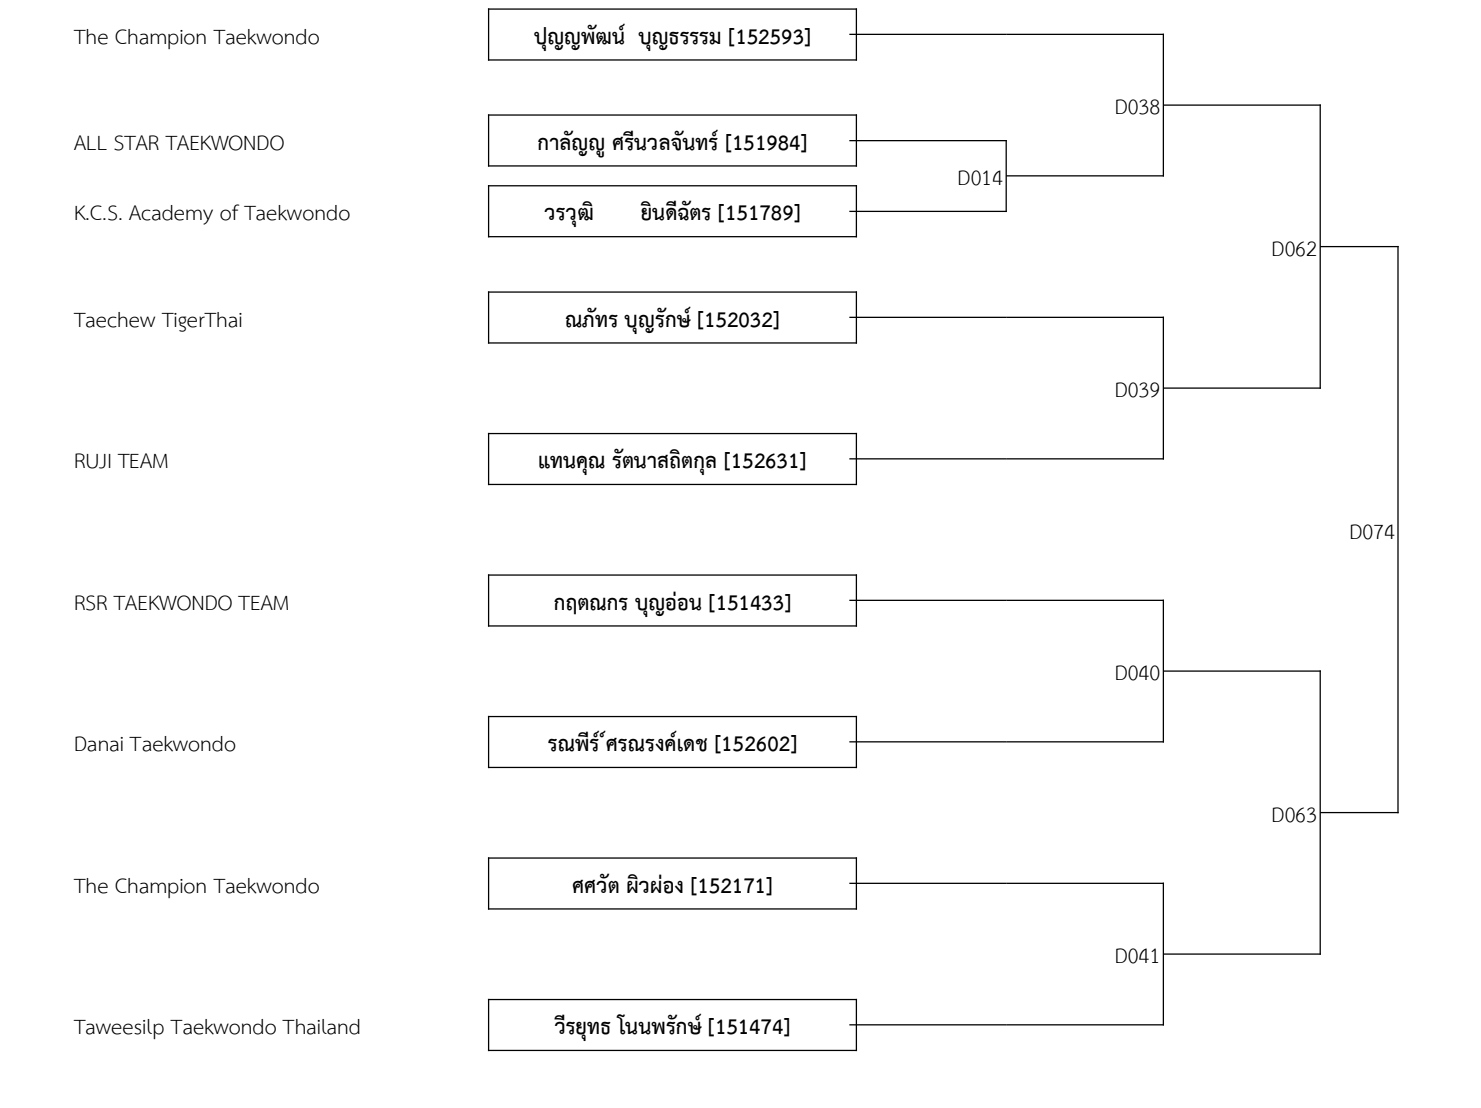 The Champion Taekwondo ปุญญพัฒน์ บุญธรรรม [152593]
D038
ALL STAR TAEKWONDO กาลัญญู ศรีนวลจันทร์ [151984]
D014
K.C.S. Academy of Taekwondo วรวุฒิ ยินดีฉัตร [151789]
D062
Taechew TigerThai ณภัทร บุญรักษ์ [152032]
D039
RUJI TEAM แทนคุณ รัตนาสถิตกุล [152631]
D074
RSR TAEKWONDO TEAM กฤตณกร บุญอ่อน [151433]
D040
Danai Taekwondo รณพีร์ ์ศรณรงค์เดช [152602]
D063
The Champion Taekwondo ศศวัต ผิวผ่อง [152171]
D041
Taweesilp Taekwondo Thailand วีรยุทธ โนนพรักษ์ [151474]